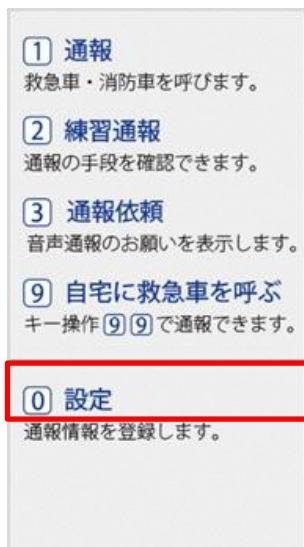 1 通報
救急車・消防車を呼びます。
2 練習通報
通報の手段を確認できます。
3 通報依頼
音声通報のお願いを表示します。
9 自宅に救急車を呼ぶ
キー操作99で通報できます。
0 設定
通報情報を登録します。